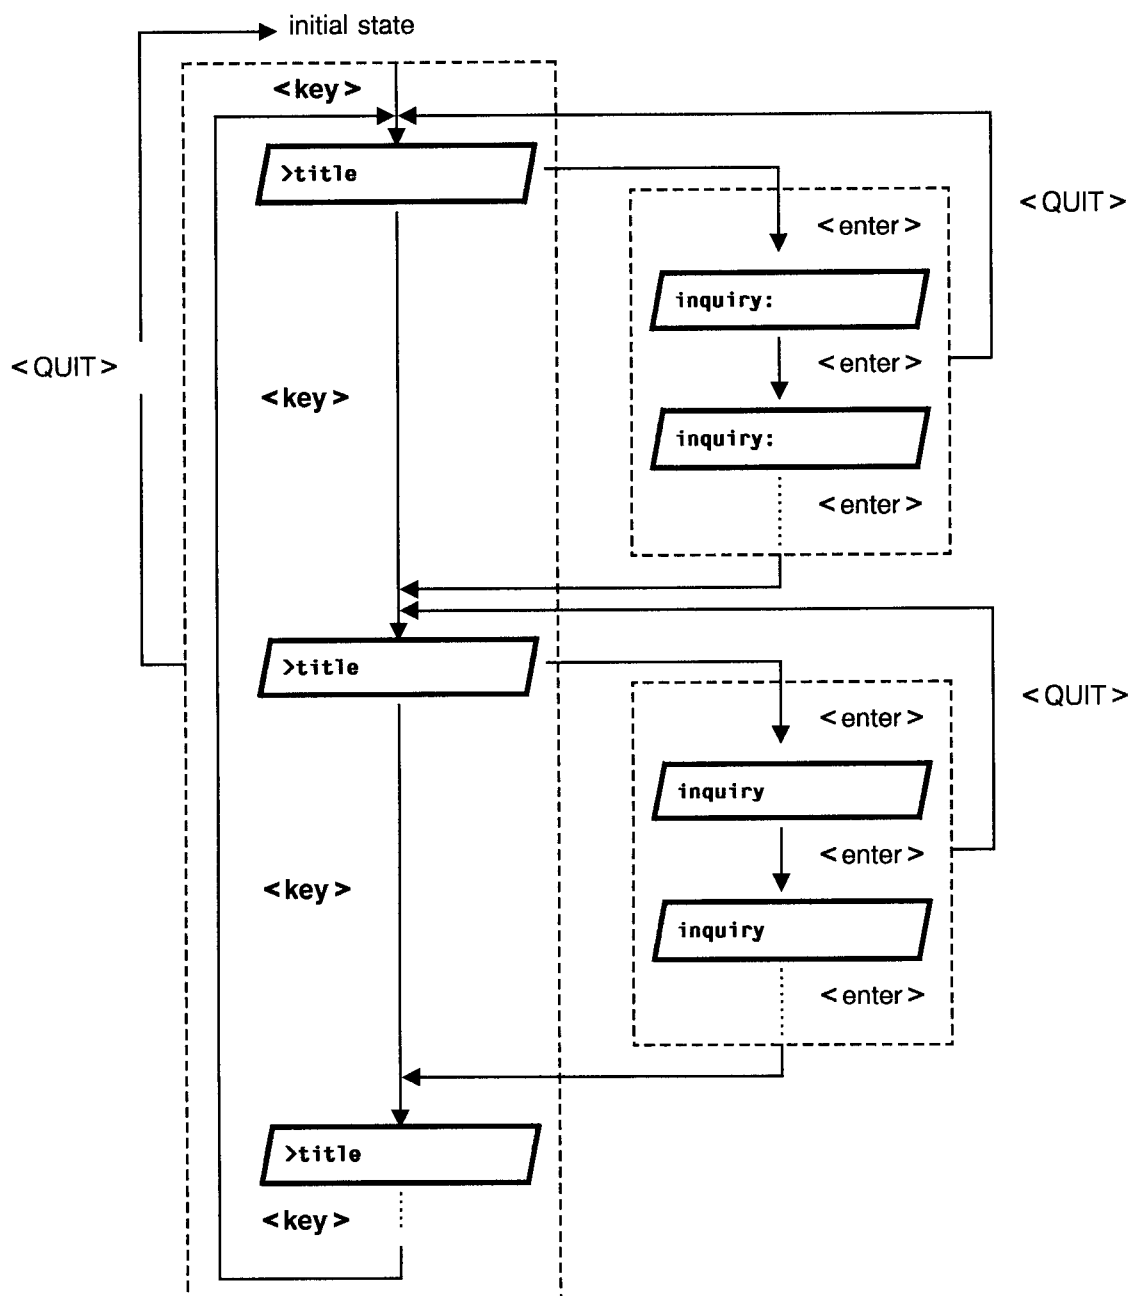 initial state
<key>
>title
<QUIT>
<enter>
inquiry:
<QUIT>
<enter>
<key>
inquiry:
<enter>
>title
<QUIT>
<enter>
inquiry
<enter>
<key>
inquiry
<enter>
>title
<key>